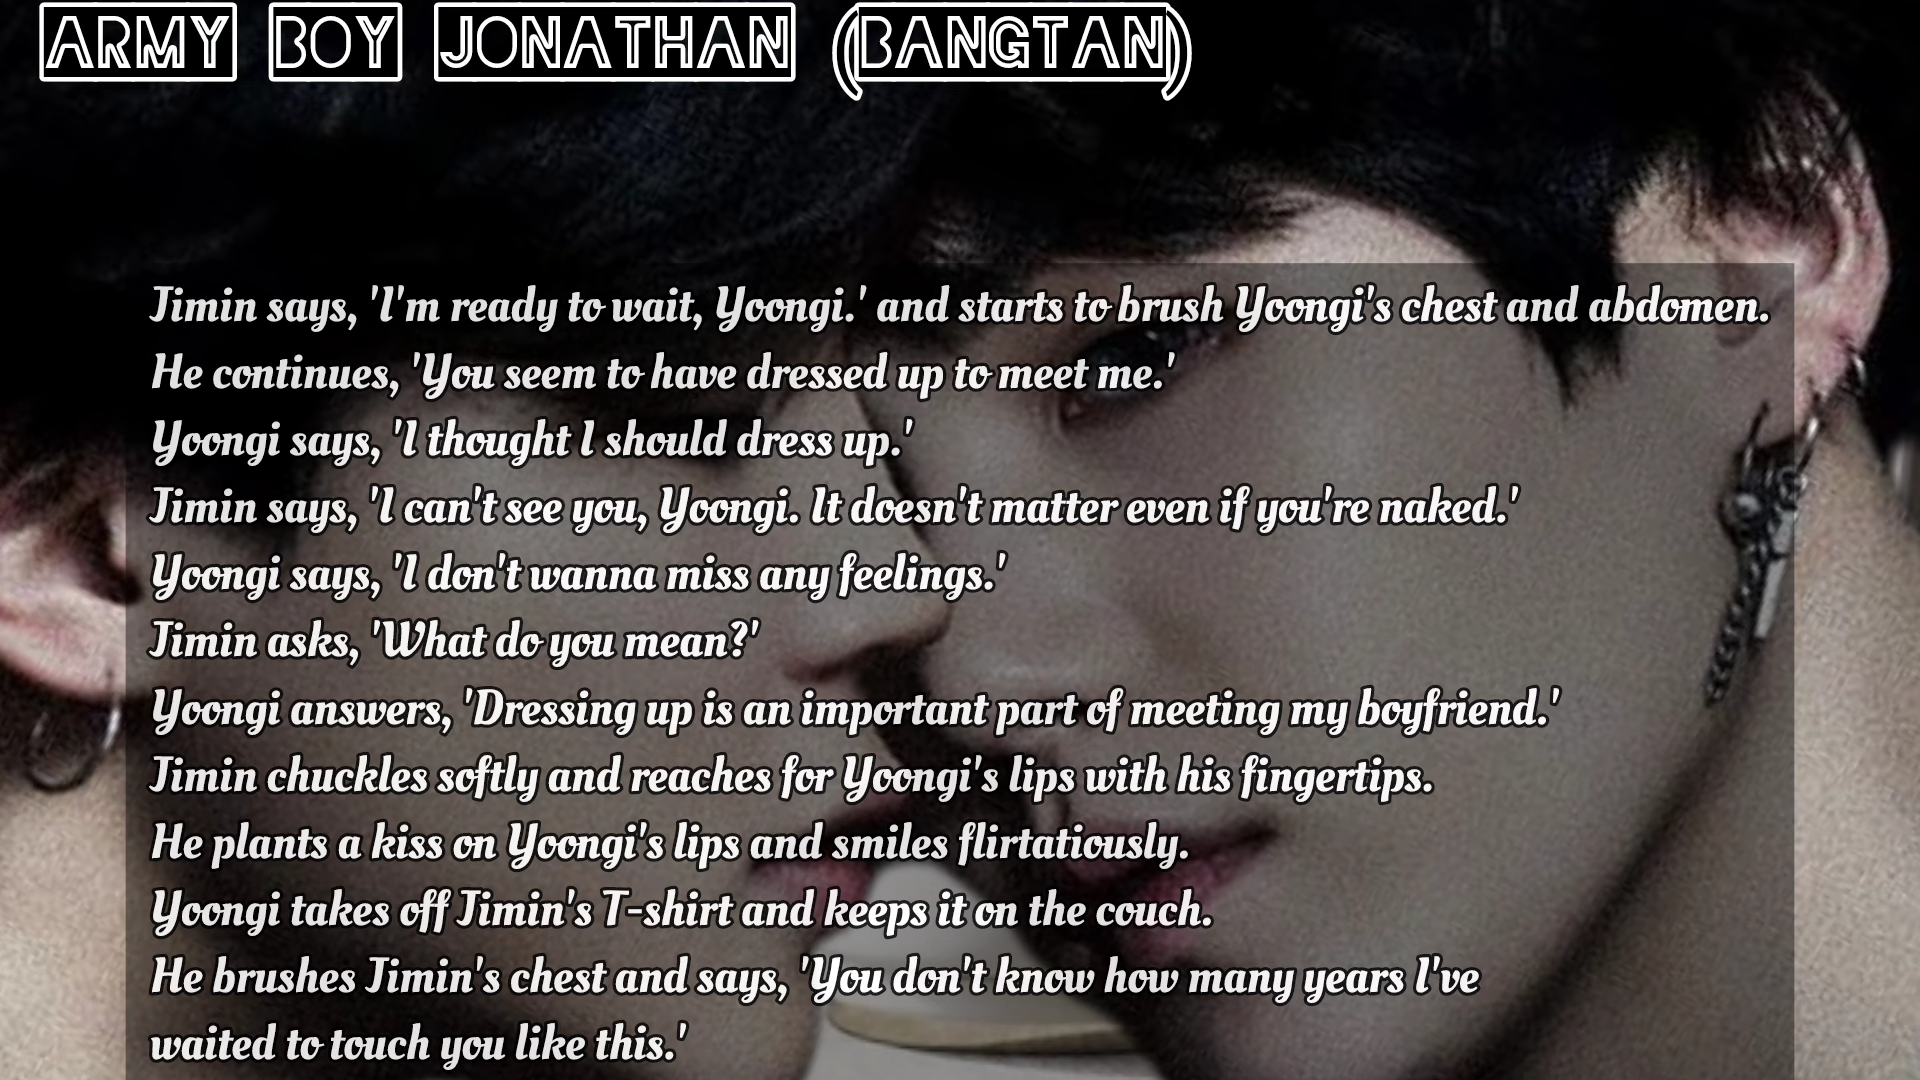 ARMY BOY JONATHAN (BANGTAN)
Jimin says, 'I'm ready to wait, Yoongi.' and starts to brush Yoongi's chest and abdomen.
He continues, 'You seem to have dressed up to meet me.'
Yoongi says, 'I thought I should dress up.'
Jimin says, 'I can't see you, Yoongi. It doesn't matter even if you're naked.'
Yoongi says, 'I don't wanna miss any feelings.'
Jimin asks, 'What do you mean?'
Yoongi answers, 'Dressing up is an important part of meeting my boyfriend.'
Jimin chuckles softly and reaches for Yoongi's lips with his fingertips.
He plants a kiss on Yoongi's lips and smiles flirtatiously.
Yoongi takes off Jimin's T-shirt and keeps it on the couch.
He brushes Jimin's chest and says, 'You don't know how many years I've
waited to touch you like this.'